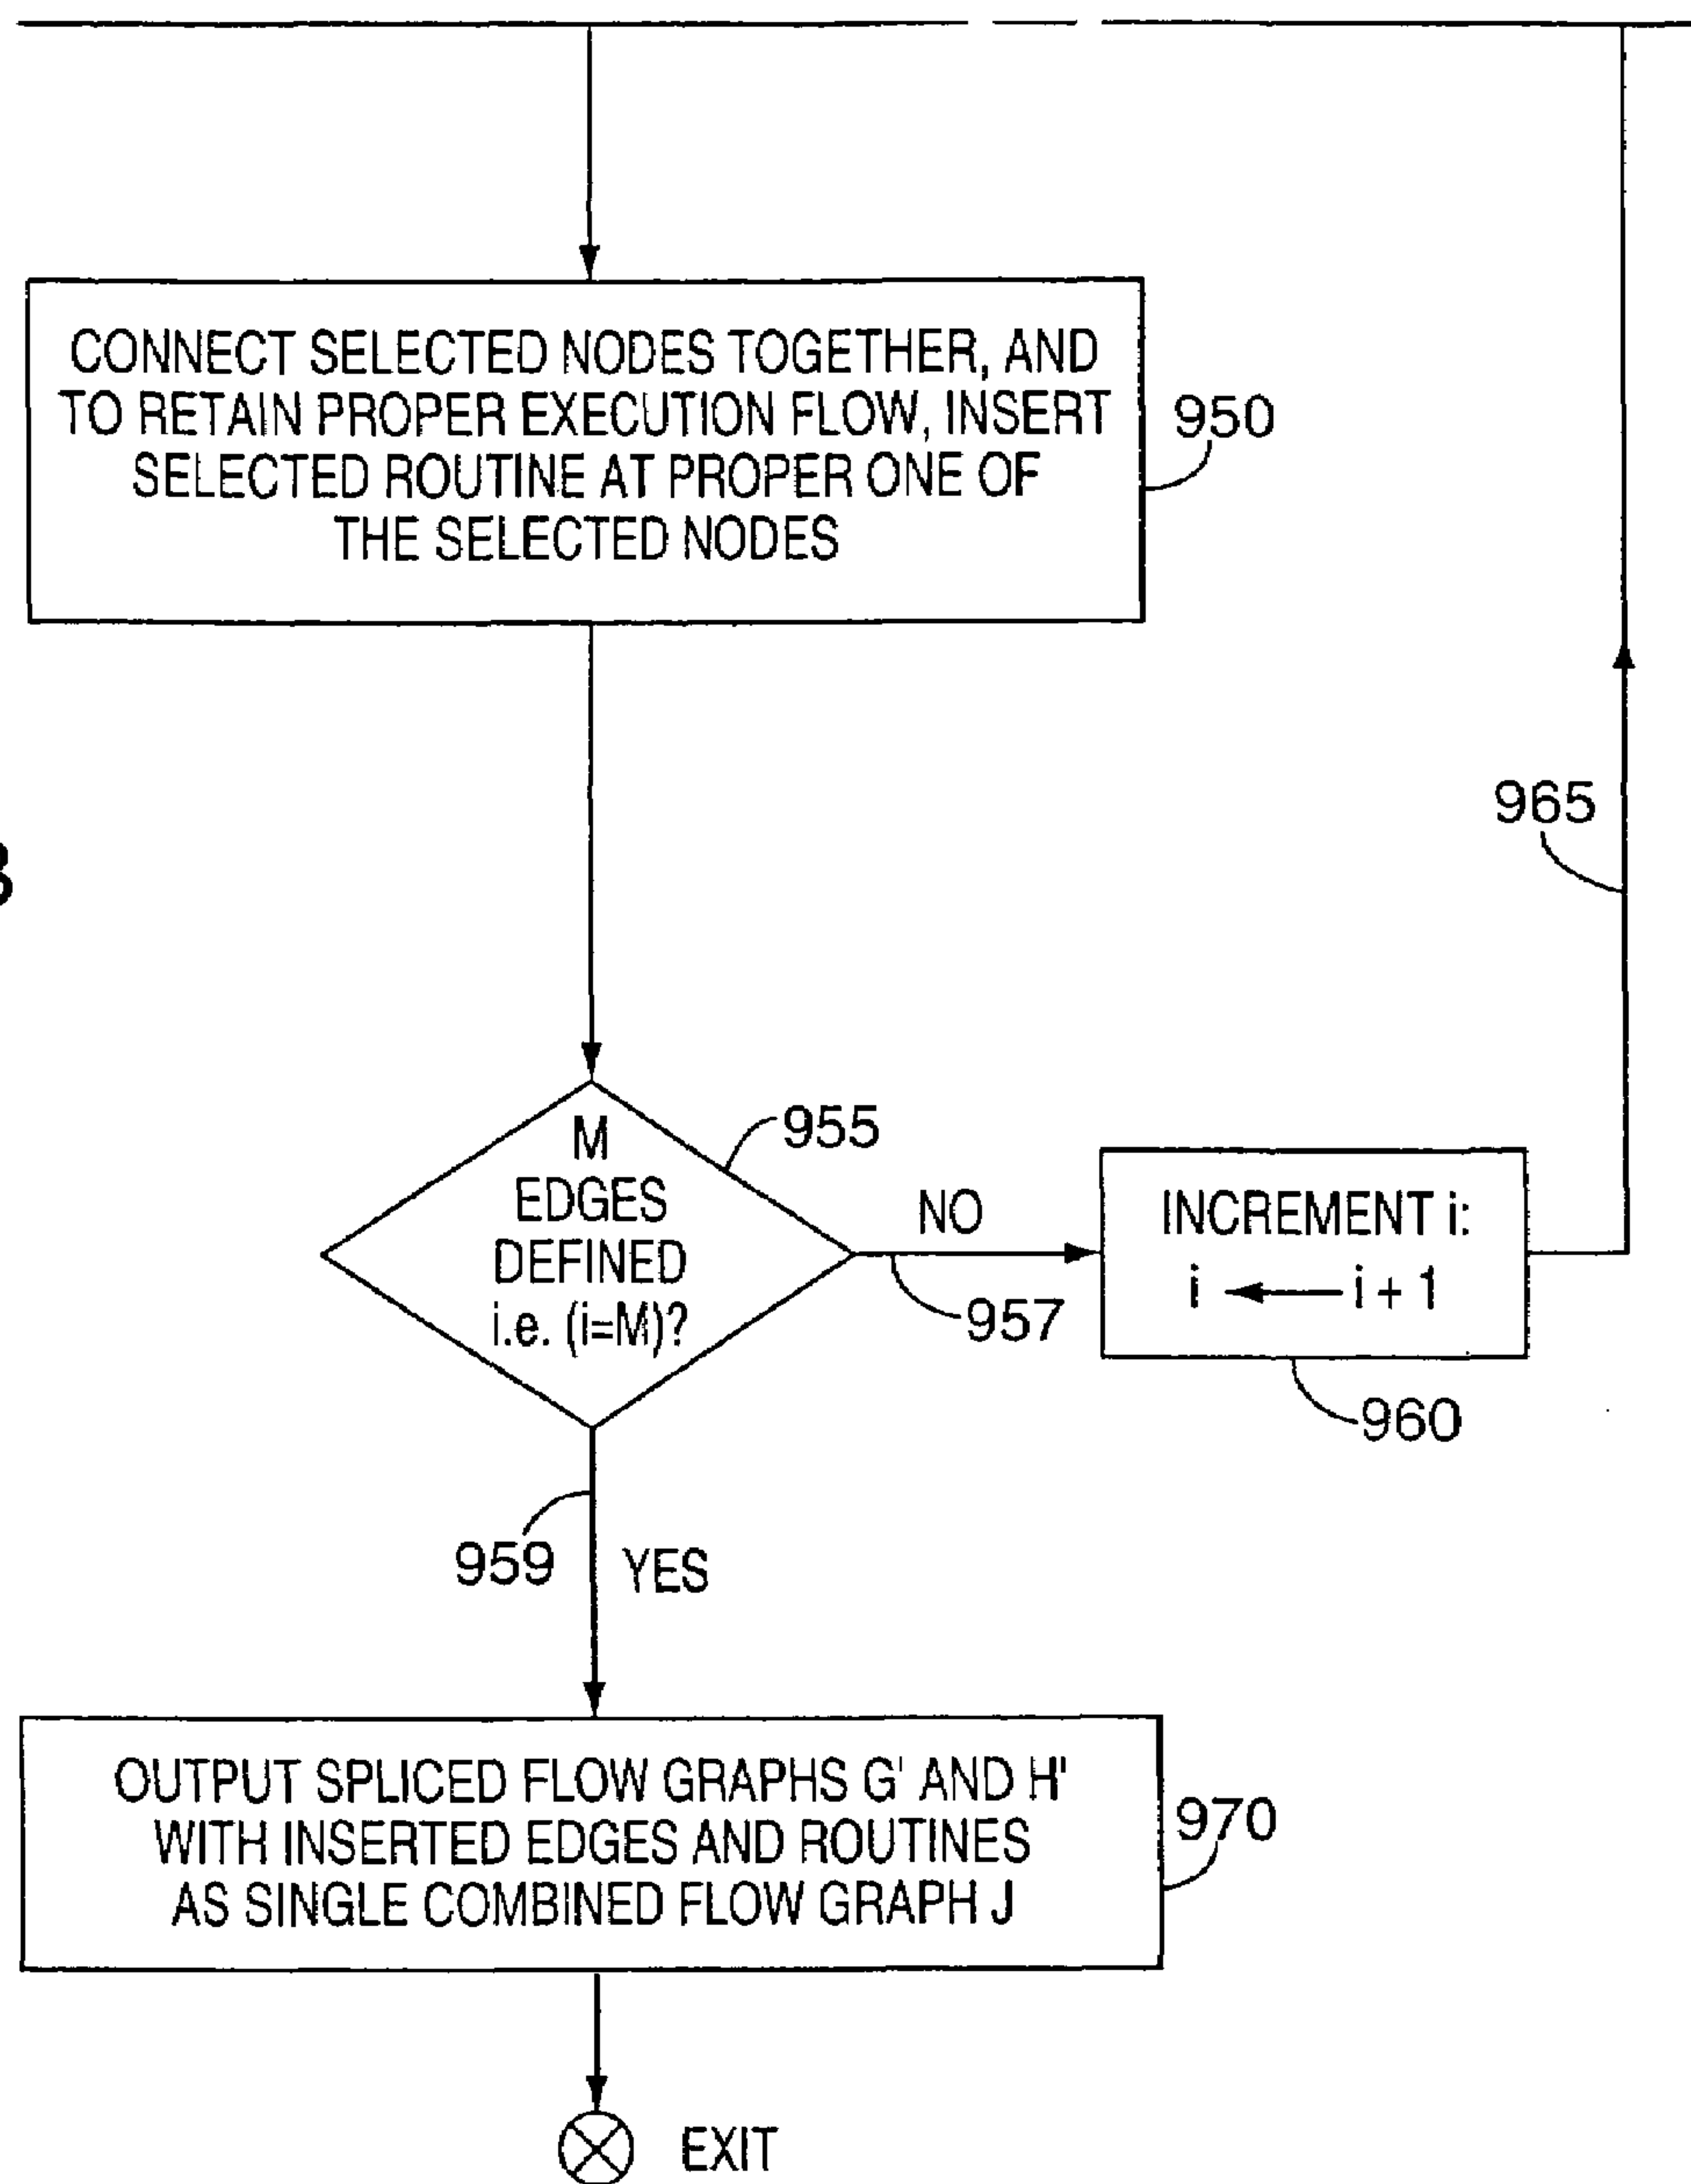 CONNECT SELECTED NODES TOGETHER, AND
TO RETAIN PROPER EXECUTION FLOW, INSERT
SELECTED ROUTINE AT PROPER ONE OF
THE SELECTED NODES
950
965
M
EDGES
DEFINED
i.e. (i=M)?
955
NO
957
INCREMENT i:
i ← i + 1
960
959
YES
OUTPUT SPLICED FLOW GRAPHS G' AND H'
WITH INSERTED EDGES AND ROUTINES
AS SINGLE COMBINED FLOW GRAPH J
970
EXIT